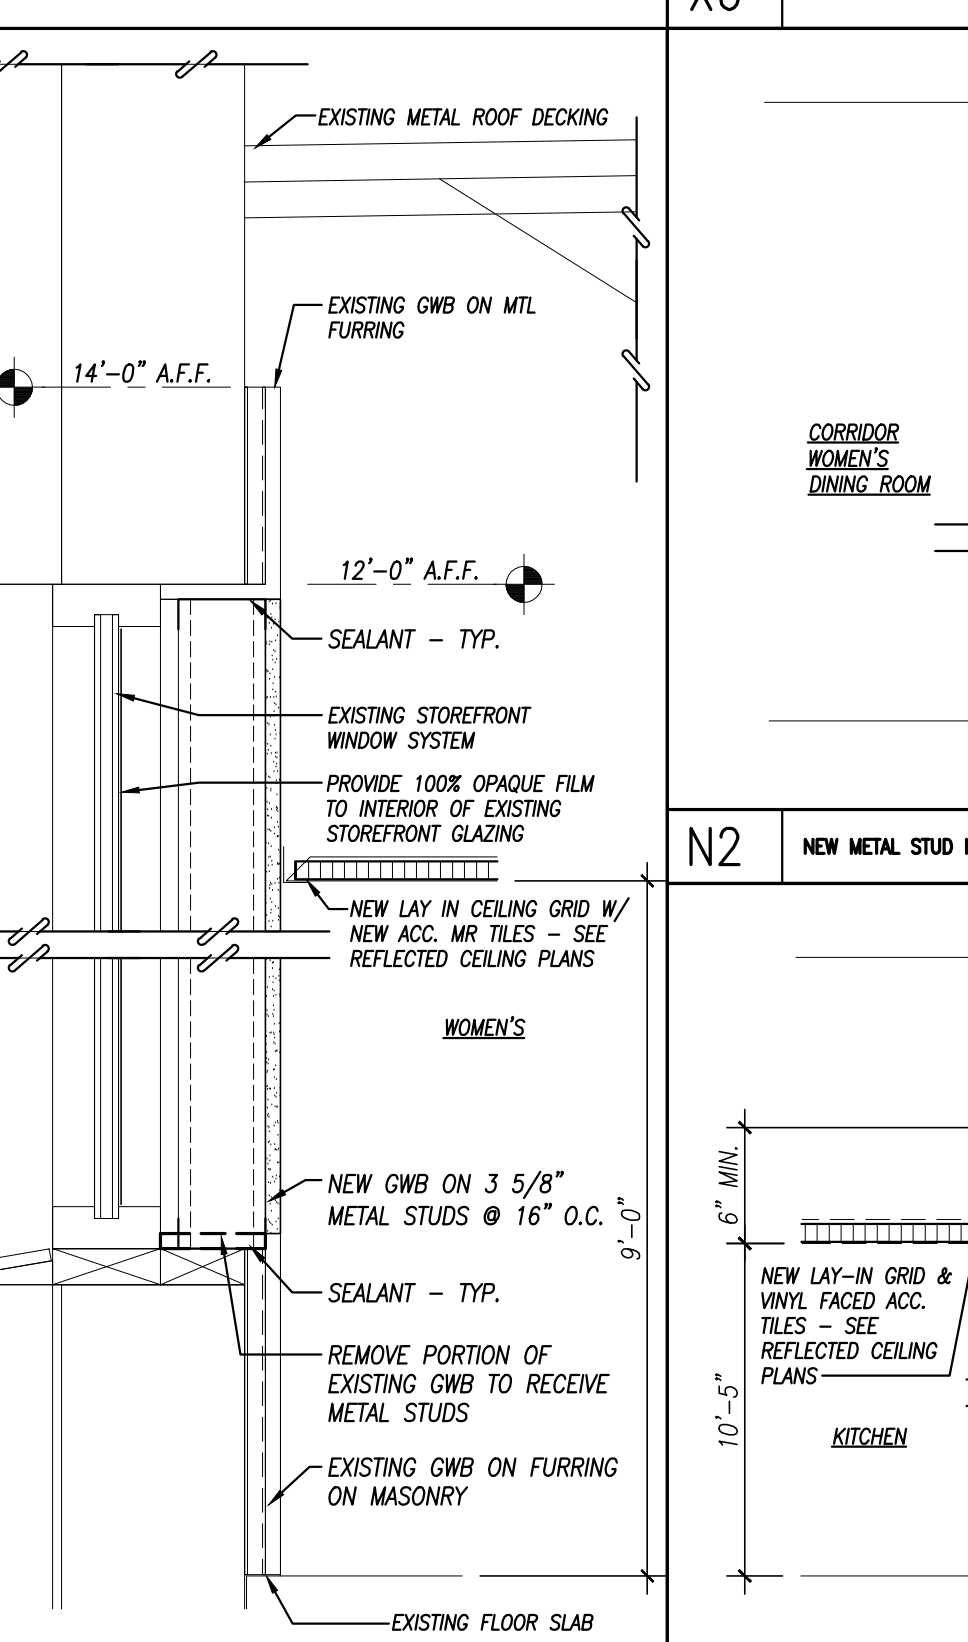 EXISTING METAL ROOF DECKING
EXISTING GWB ON MTL
FURRING
14'-0" A.F.F.
12'-0" A.F.F.
SEALANT - TYP.
EXISTING STOREFRONT
WINDOW SYSTEM
PROVIDE 100% OPAQUE FILM
TO INTERIOR OF EXISTING
STOREFRONT GLAZING
NEW LAY IN CEILING GRID W/
NEW ACC. MR TILES - SEE
REFLECTED CEILING PLANS
WOMEN'S
NEW GWB ON 3 5/8"
METAL STUDS @ 16" O.C.
9'-0"
SEALANT - TYP.
REMOVE PORTION OF
EXISTING GWB TO RECEIVE
METAL STUDS
EXISTING GWB ON FURRING
ON MASONRY
EXISTING FLOOR SLAB
CORRIDOR
WOMEN'S
DINING ROOM
N2
NEW METAL STUD
6" MIN.
NEW LAY-IN GRID &
VINYL FACED ACC.
TILES - SEE
REFLECTED CEILING
PLANS
10'-5"
KITCHEN